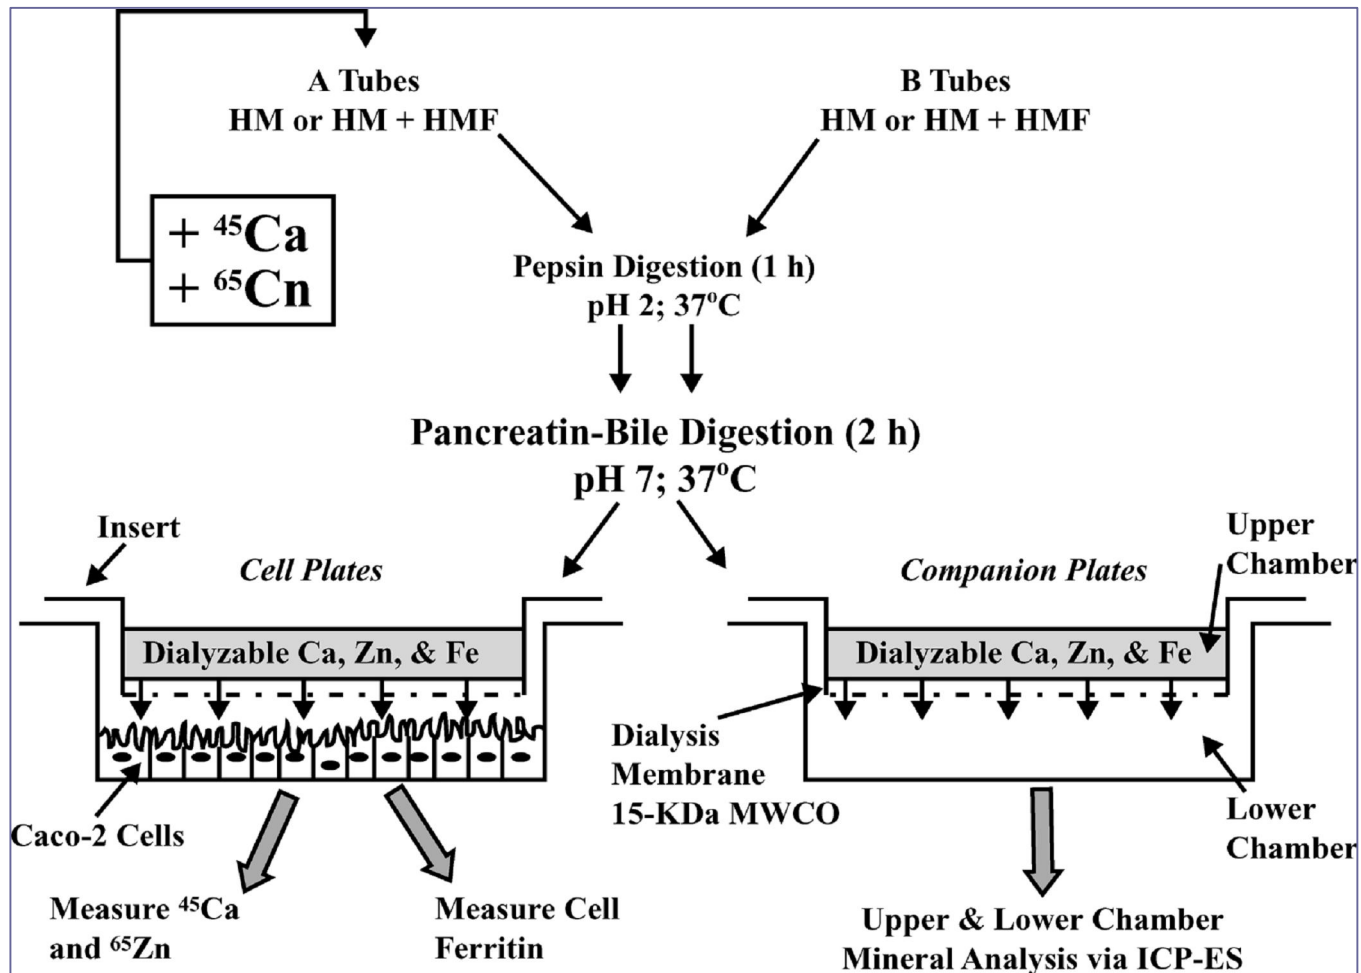 A Tubes
HM or HM + HMF
B Tubes
HM or HM + HMF
+ ⁴⁵Ca
+ ⁶⁵Cn
Pepsin Digestion (1 h)
pH 2; 37°C
Pancreatin-Bile Digestion (2 h)
pH 7; 37°C
Insert
Cell Plates
Companion Plates
Upper
Chamber
Dialyzable Ca, Zn, & Fe
Dialyzable Ca, Zn, & Fe
Dialysis
Membrane
15-KDa MWCO
Caco-2 Cells
Lower
Chamber
Measure ⁴⁵Ca
and ⁶⁵Zn
Measure Cell
Ferritin
Upper & Lower Chamber
Mineral Analysis via ICP-ES